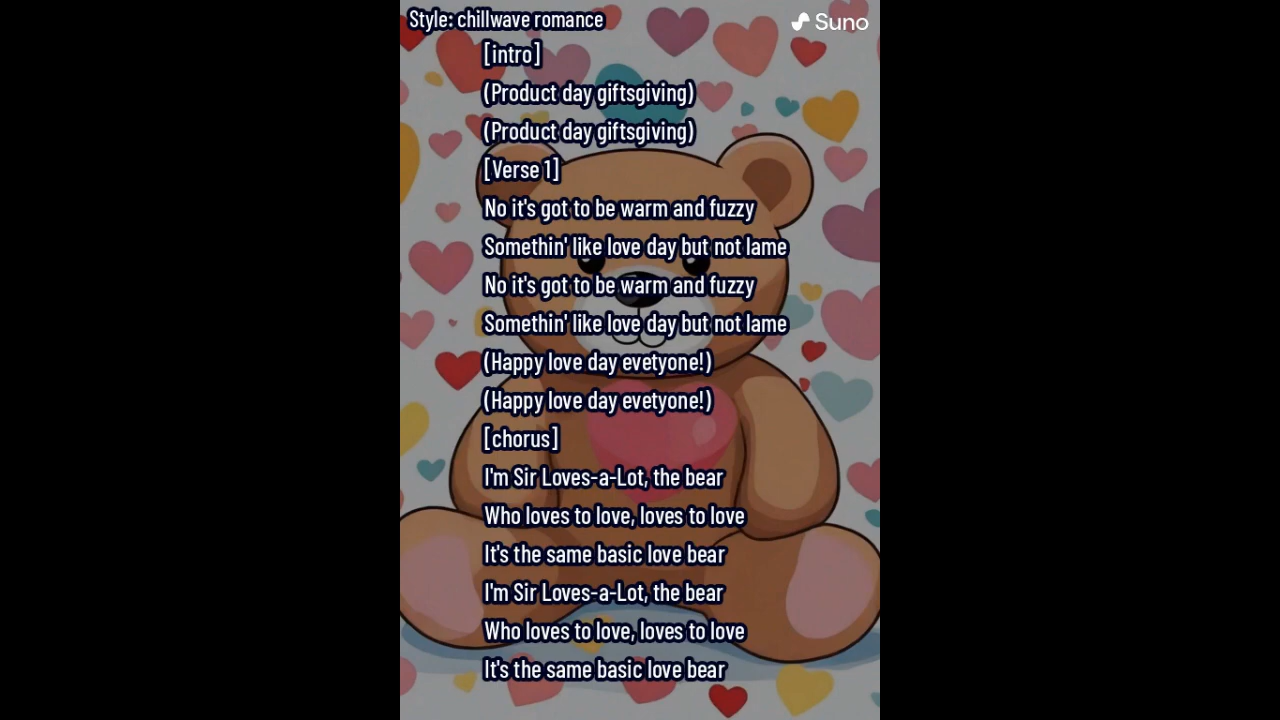 Style: chillwave romance
Suno
[intro]
(Product day giftsgiving)
(Product day giftsgiving)
[Verse 1]
No it's got to be warm and fuzzy
Somethin' like love day but not lame
No it's got to be warm and fuzzy
Somethin' like love day but not lame
(Happy love day evetyone!)
(Happy love day evetyone!)
[chorus]
I'm Sir Loves-a-Lot, the bear
Who loves to love, loves to love
It's the same basic love bear
I'm Sir Loves-a-Lot, the bear
Who loves to love, loves to love
It's the same basic love bear